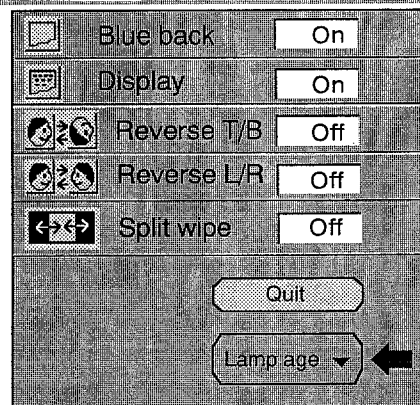 Blue back On
Display On
Reverse T/B Off
Reverse L/R Off
Split wipe Off
Quit
Lamp age